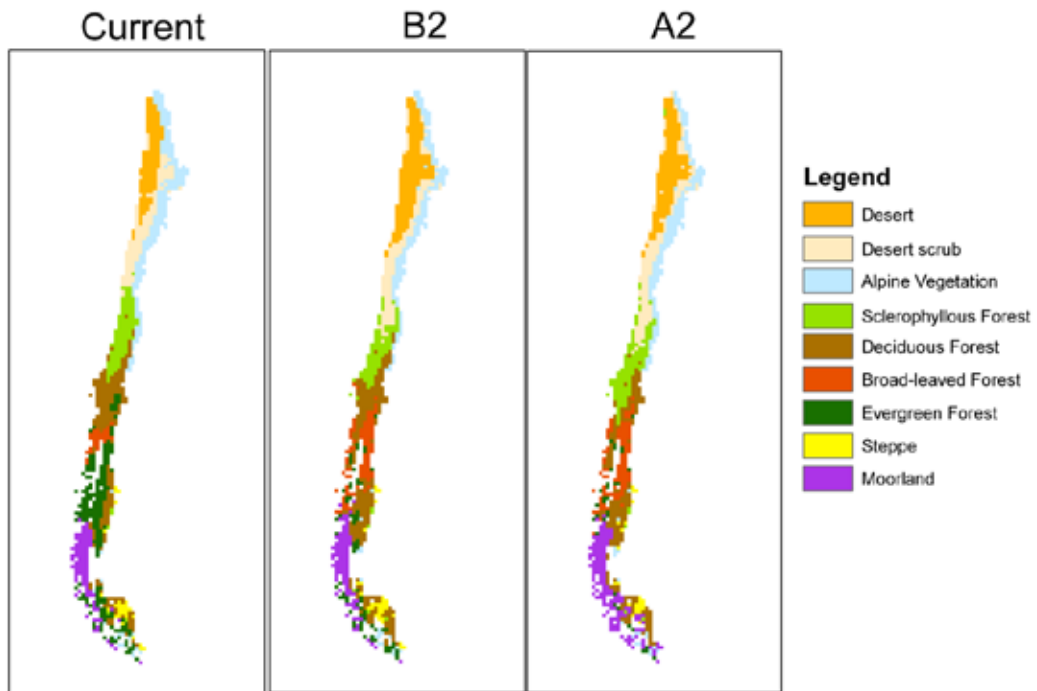 Current
B2
A2
Legend
Desert
Desert scrub
Alpine Vegetation
Sclerophyllous Forest
Deciduous Forest
Broad-leaved Forest
Evergreen Forest
Steppe
Moorland